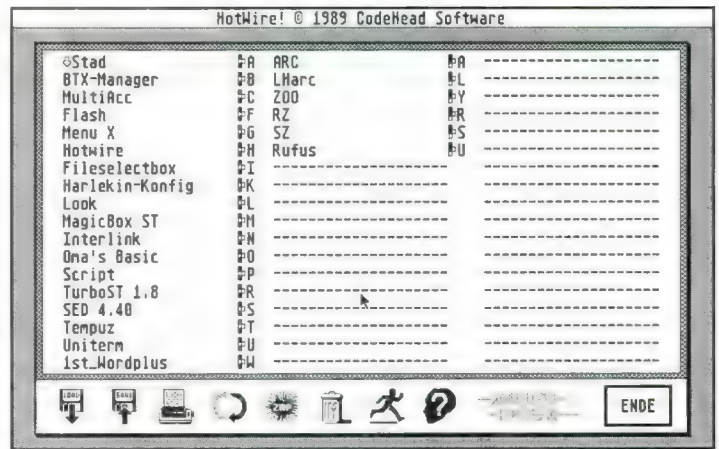 HotWire! © 1989 CodeHead Software
Stad A ARC A
BTX-Manager B LHarc L
MultiAcc C ZOO Y
Flash F RZ R
Menu X G SZ S
Hotwire H Rufus U
Fileselectbox I
Harlekin-Konfig K
Look L
MagicBox ST M
Interlink N
Oma's Basic O
Script P
TurboST 1.8 R
SED 4.40 S
Tempuz T
Uniterm U
1st_Wordplus W
LOAD SAVE ENDE